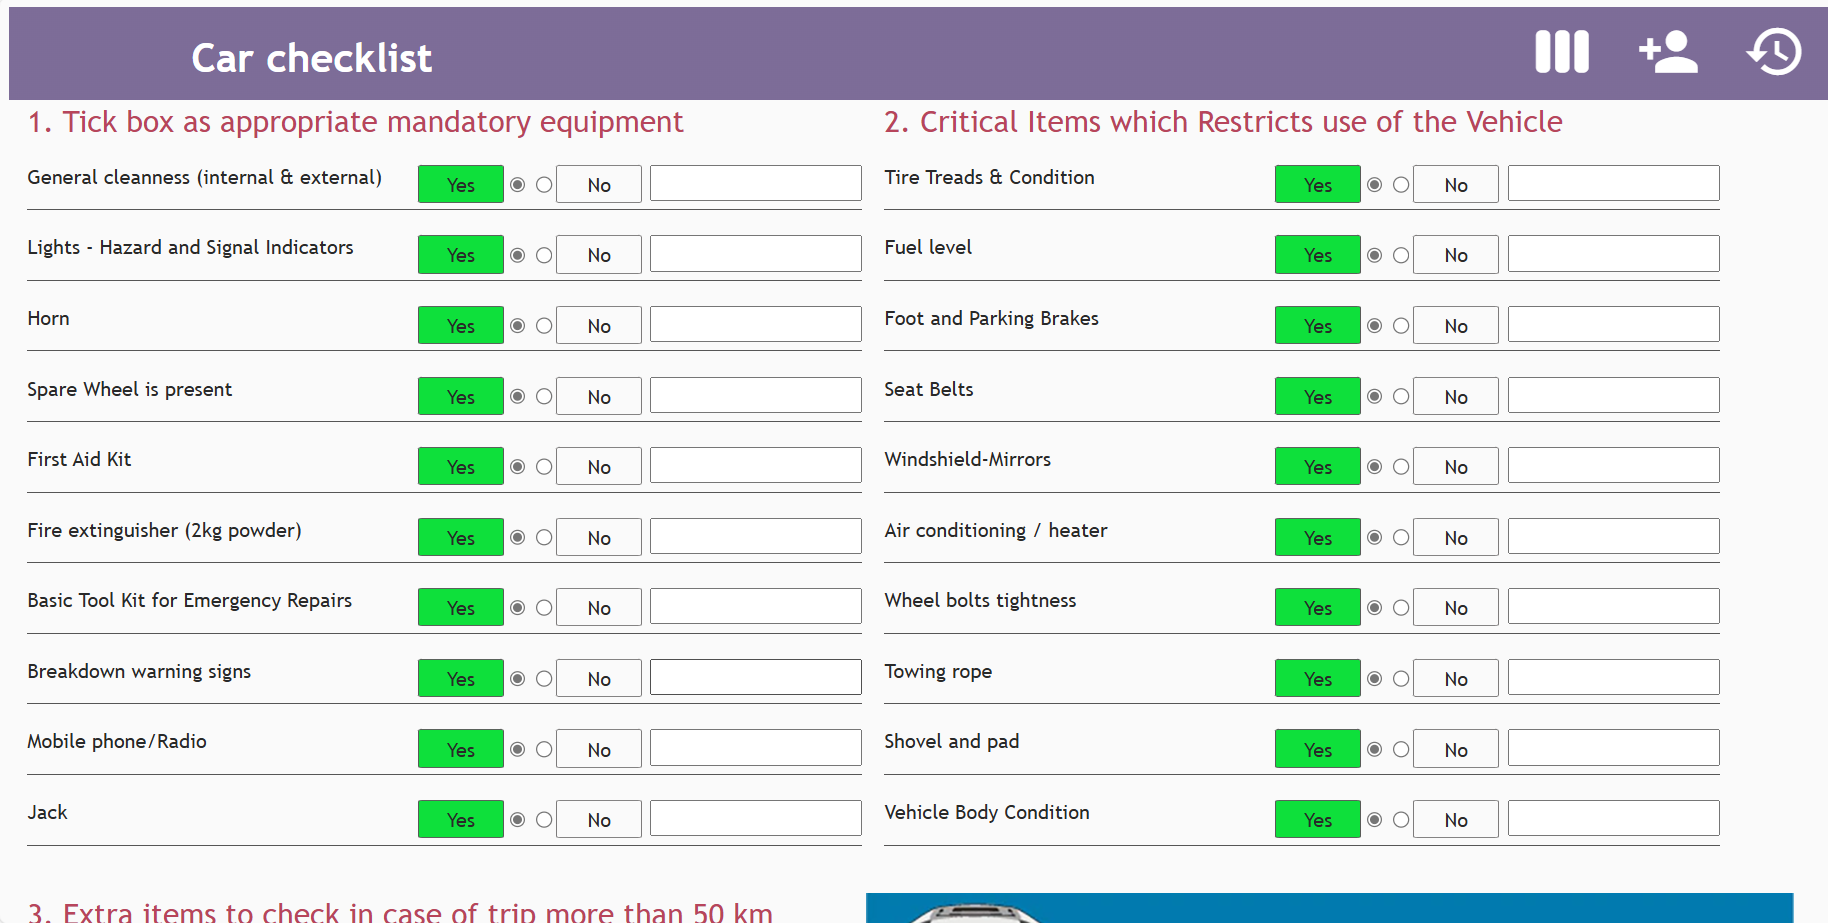 Car checklist
1. Tick box as appropriate mandatory equipment
General cleanness (internal & external) Yes No
Lights - Hazard and Signal Indicators Yes No
Horn Yes No
Spare Wheel is present Yes No
First Aid Kit Yes No
Fire extinguisher (2kg powder) Yes No
Basic Tool Kit for Emergency Repairs Yes No
Breakdown warning signs Yes No
Mobile phone/Radio Yes No
Jack Yes No
2. Critical Items which Restricts use of the Vehicle
Tire Treads & Condition Yes No
Fuel level Yes No
Foot and Parking Brakes Yes No
Seat Belts Yes No
Windshield-Mirrors Yes No
Air conditioning / heater Yes No
Wheel bolts tightness Yes No
Towing rope Yes No
Shovel and pad Yes No
Vehicle Body Condition Yes No
3. Extra items to check in case of trip more than 50 km